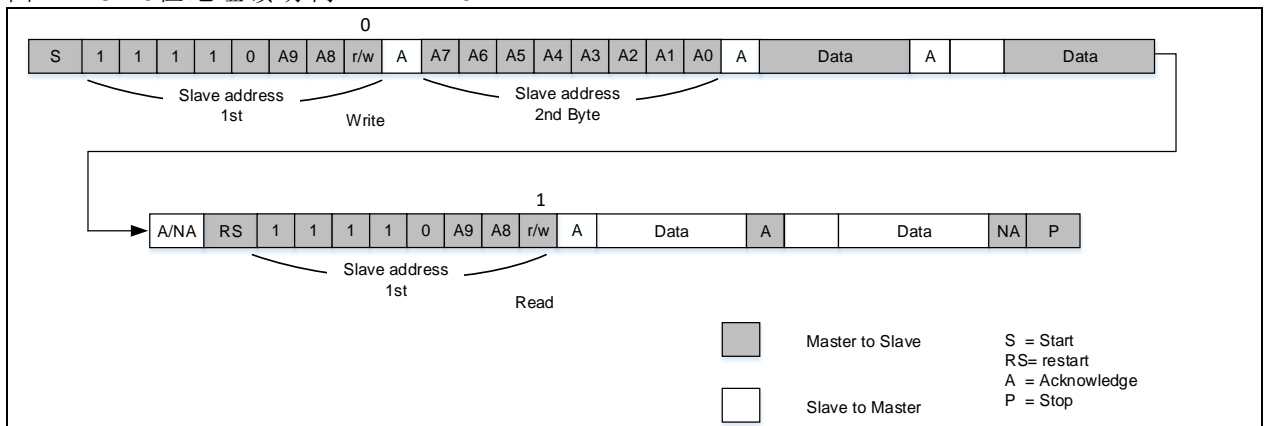 0
S 1 1 1 1 0 A9 A8 r/w A A7 A6 A5 A4 A3 A2 A1 A0 A Data A Data
Slave address
1st
Slave address
2nd Byte
Write
1
A/NA RS 1 1 1 1 0 A9 A8 r/w A Data A Data NA P
Slave address
1st
Read
Master to Slave
Slave to Master
S = Start
RS= restart
A = Acknowledge
P = Stop